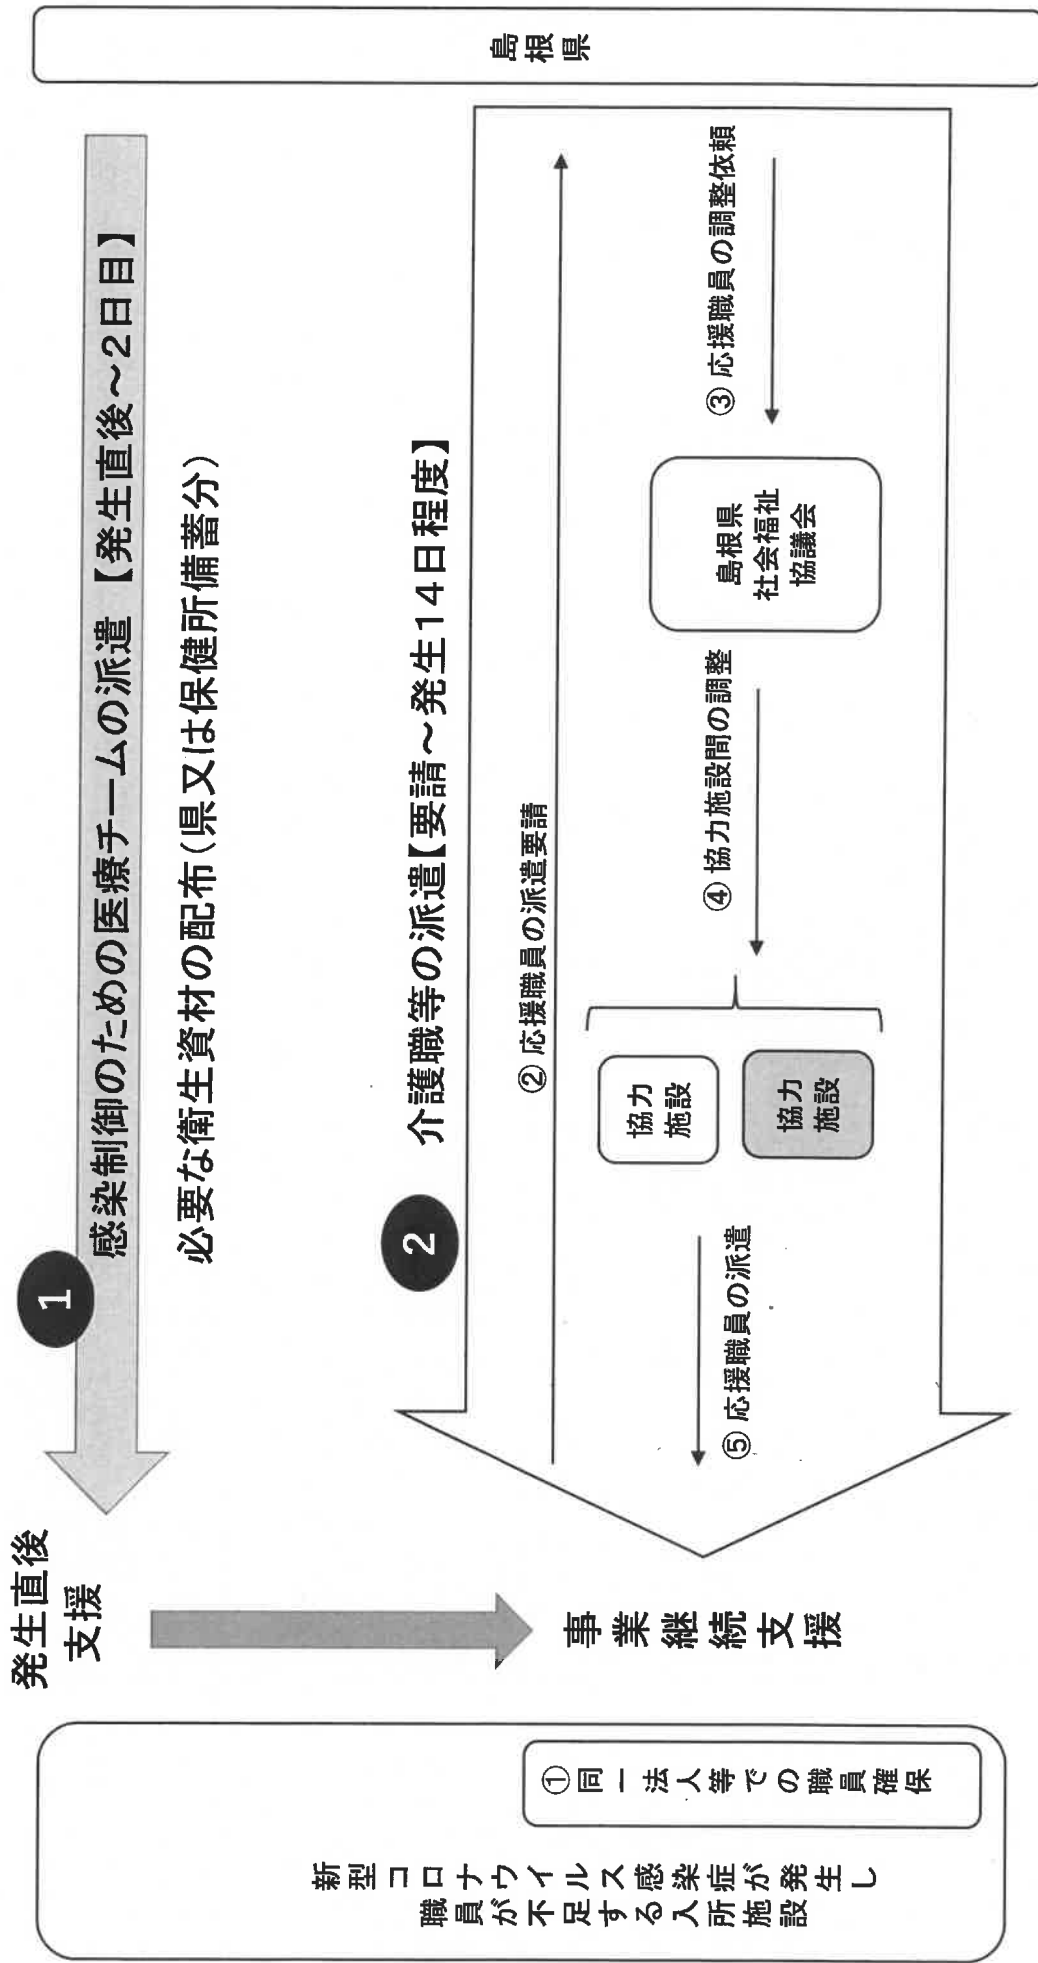 新型コロナウイルス感染症が発生し
職員が不足する入所施設
①同一法人等での職員確保
発生直後
支援
事業継続支援
1
感染制御のための医療チームの派遣【発生直後～2日目】
必要な衛生資材の配布(県又は保健所備蓄分)
2
介護職等の派遣【要請～発生14日程度】
②応援職員の派遣要請
③応援職員の調整依頼
島根県
社会福祉
協議会
④協力施設間の調整
協力
施設
協力
施設
⑤応援職員の派遣
島根県